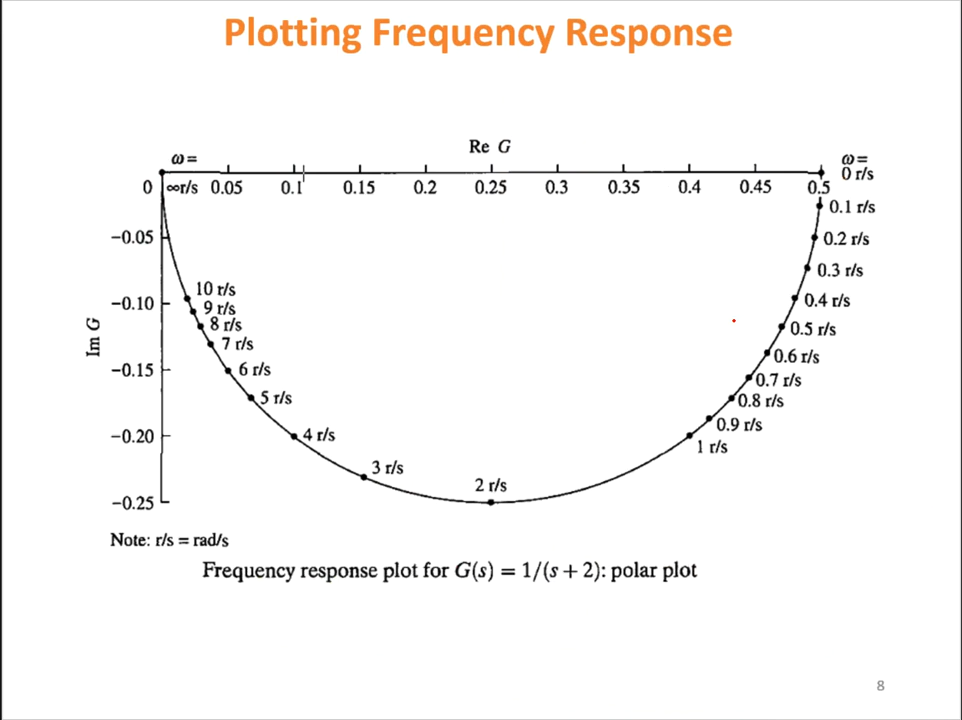 Plotting Frequency Response
Re G
ω =
ω =
0 r/s
0 ∞r/s 0.05 0.1 0.15 0.2 0.25 0.3 0.35 0.4 0.45 0.5
0.1 r/s
−0.05
0.2 r/s
0.3 r/s
10 r/s
−0.10
0.4 r/s
9 r/s
8 r/s
0.5 r/s
Im G
7 r/s
0.6 r/s
−0.15
6 r/s
0.7 r/s
5 r/s
0.8 r/s
0.9 r/s
−0.20
4 r/s
1 r/s
3 r/s
2 r/s
−0.25
Note: r/s = rad/s
Frequency response plot for G(s) = 1/(s + 2): polar plot
8